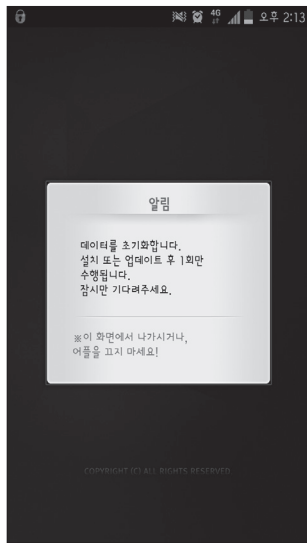 4G
오후 2:13
알림
데이터를 초기화합니다.
설치 또는 업데이트 후 1회만
수행됩니다.
잠시만 기다려주세요.
※이 화면에서 나가시거나,
어플을 끄지 마세요!
COPYRIGHT (C) ALL RIGHTS RESERVED